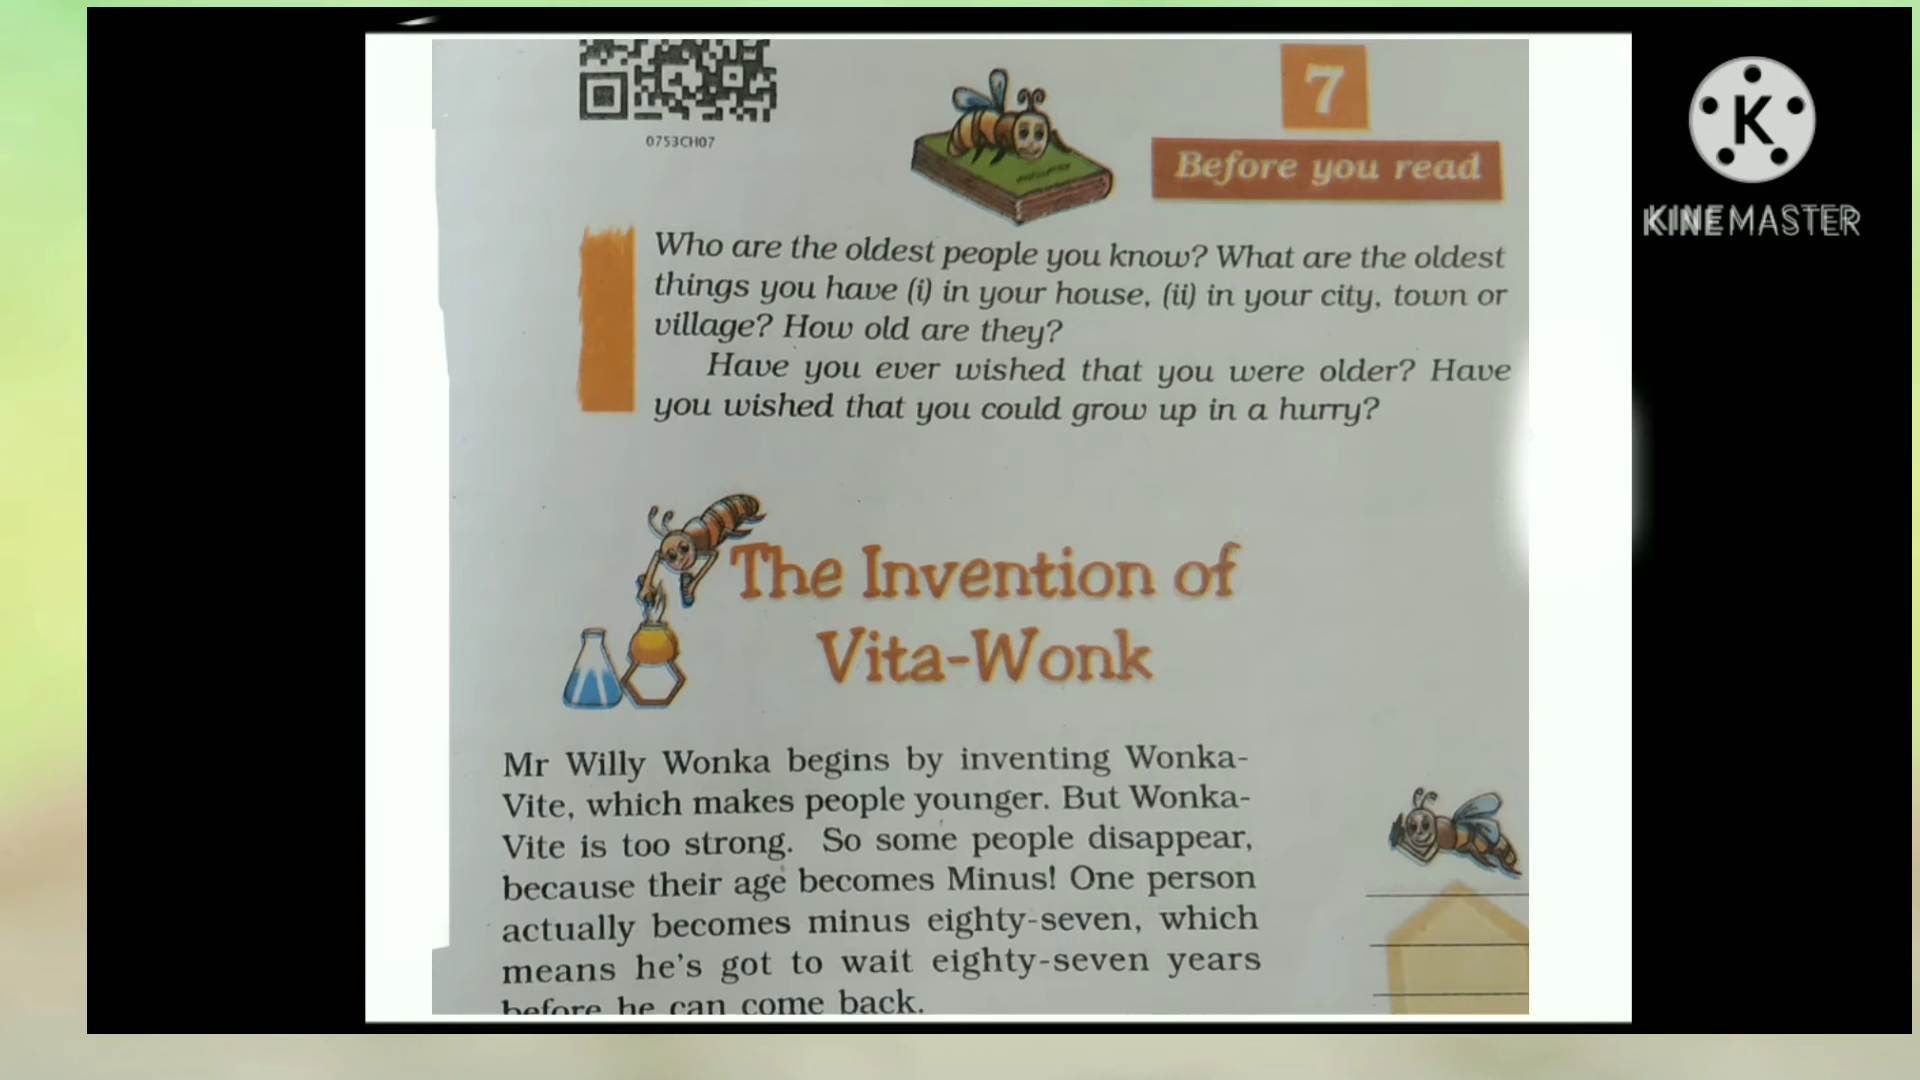 0753CH07
7
Before you read
Who are the oldest people you know? What are the oldest
things you have (i) in your house, (ii) in your city, town or
village? How old are they?
Have you ever wished that you were older? Have
you wished that you could grow up in a hurry?
The Invention of
Vita-Wonk
Mr Willy Wonka begins by inventing Wonka-
Vite, which makes people younger. But Wonka-
Vite is too strong. So some people disappear,
because their age becomes Minus! One person
actually becomes minus eighty-seven, which
means he's got to wait eighty-seven years
before he can come back.
K
KINEMASTER